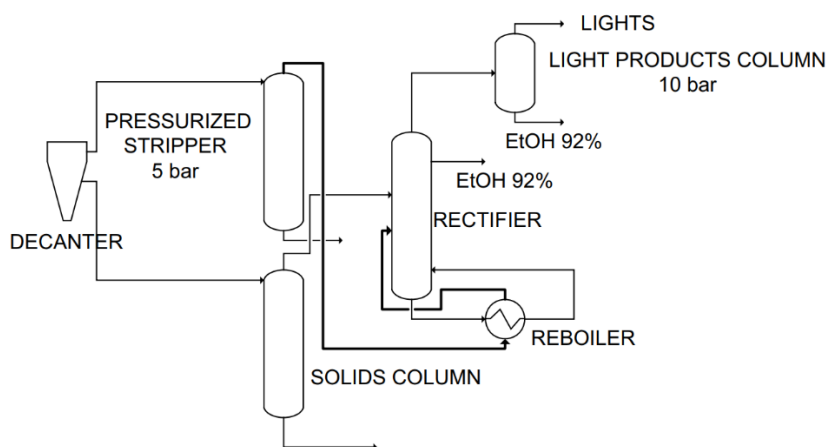 LIGHTS
LIGHT PRODUCTS COLUMN
10 bar
EtOH 92%
PRESSURIZED
STRIPPER
5 bar
EtOH 92%
RECTIFIER
DECANTER
REBOILER
SOLIDS COLUMN